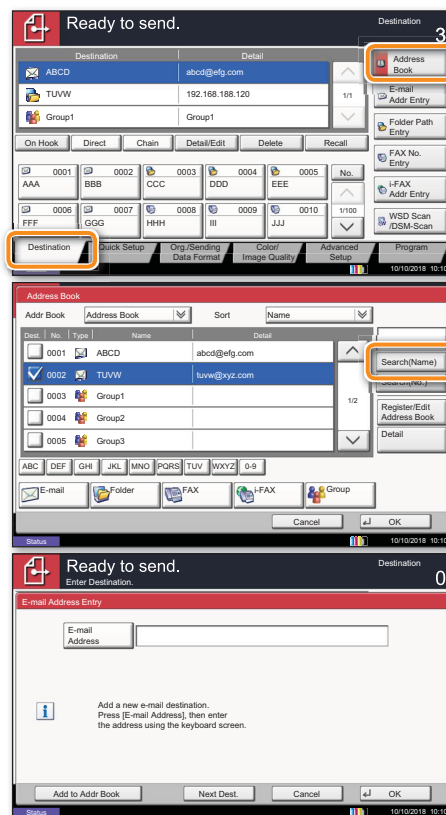 Ready to send.
Destination
3
Destination Detail
ABCD abcd@efg.com
TUVW 192.168.188.120
Group1 Group1
1/1
Address
Book
E-mail
Addr Entry
Folder Path
Entry
FAX No.
Entry
i-FAX
Addr Entry
WSD Scan
/DSM-Scan
On Hook Direct Chain Detail/Edit Delete Recall
0001 0002 0003 0004 0005 No.
AAA BBB CCC DDD EEE
0006 0007 0008 0009 0010 1/100
FFF GGG HHH III JJJ
Destination Quick Setup Org./Sending
Data Format Color/
Image Quality Advanced
Setup Program
10/10/2018 10:10
Address Book
Addr Book Address Book Sort Name
Dest. No. Type Name Detail
0001 ABCD abcd@efg.com
0002 TUVW tuvw@xyz.com
0003 Group1
0004 Group2
0005 Group3
1/2
Search(Name)
Search(No.)
Register/Edit
Address Book
Detail
ABC DEF GHI JKL MNO PQRS TUV WXYZ 0-9
E-mail Folder FAX i-FAX Group
Cancel OK
Status 10/10/2018 10:10
Ready to send.
Enter Destination.
Destination
0
E-mail Address Entry
E-mail
Address
Add a new e-mail destination.
Press [E-mail Address], then enter
the address using the keyboard screen.
Add to Addr Book Next Dest. Cancel OK
Status 10/10/2018 10:10